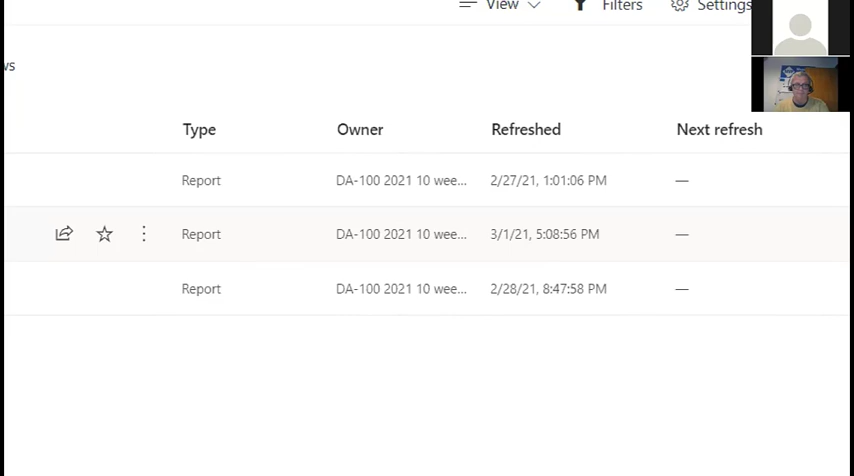 View Filters Settings
ws
Type Owner Refreshed Next refresh
Report DA-100 2021 10 wee... 2/27/21, 1:01:06 PM —
Report DA-100 2021 10 wee... 3/1/21, 5:08:56 PM —
Report DA-100 2021 10 wee... 2/28/21, 8:47:58 PM —